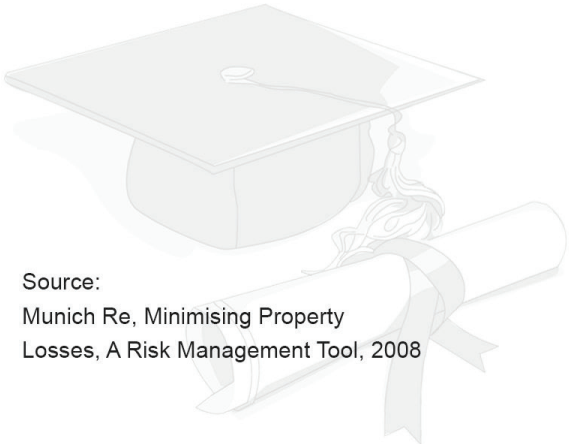 Source:
Munich Re, Minimising Property
Losses, A Risk Management Tool, 2008